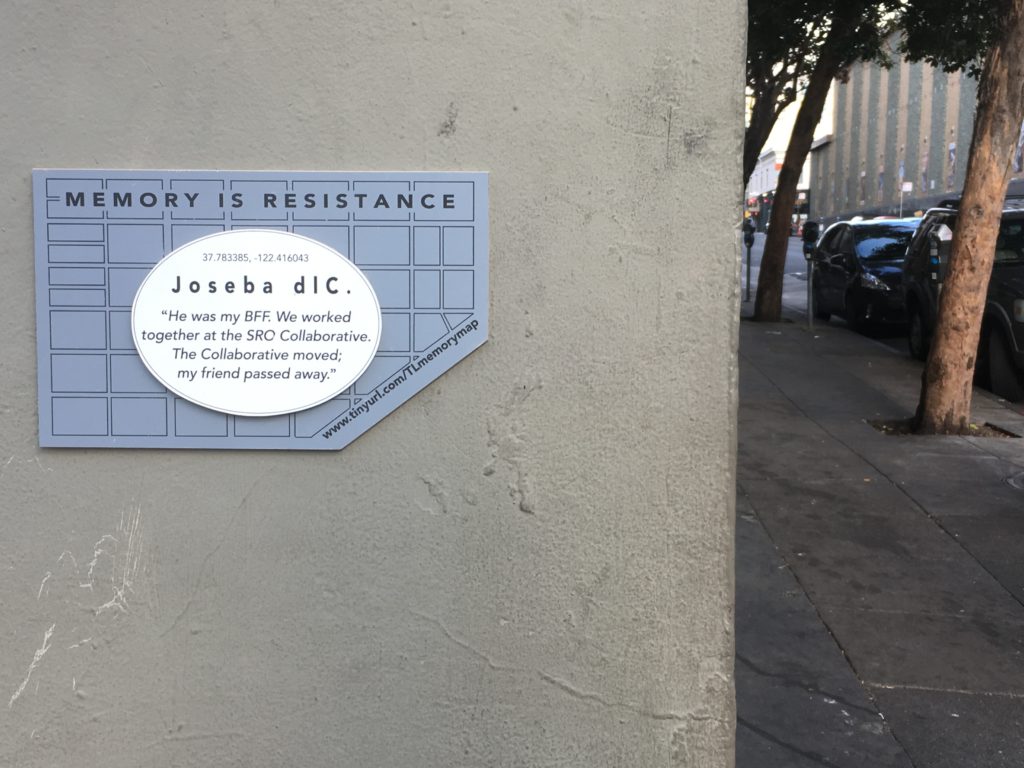 MEMORY IS RESISTANCE
37.783385, -122.416043
Joseba dlC.
“He was my BFF. We worked
together at the SRO Collaborative.
The Collaborative moved;
my friend passed away.”
www.tinyurl.com/TLmemorymap